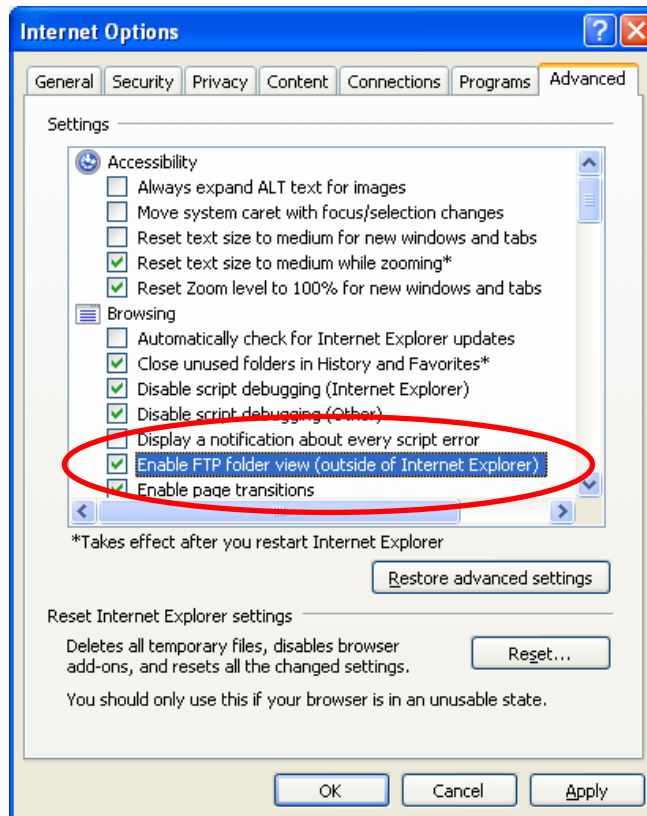 Internet Options
General Security Privacy Content Connections Programs Advanced
Settings
Accessibility
Always expand ALT text for images
Move system caret with focus/selection changes
Reset text size to medium for new windows and tabs
Reset text size to medium while zooming*
Reset Zoom level to 100% for new windows and tabs
Browsing
Automatically check for Internet Explorer updates
Close unused folders in History and Favorites*
Disable script debugging (Internet Explorer)
Disable script debugging (Other)
Display a notification about every script error
Enable FTP folder view (outside of Internet Explorer)
Enable page transitions
*Takes effect after you restart Internet Explorer
Restore advanced settings
Reset Internet Explorer settings
Deletes all temporary files, disables browser
add-ons, and resets all the changed settings.
Reset...
You should only use this if your browser is in an unusable state.
OK Cancel Apply